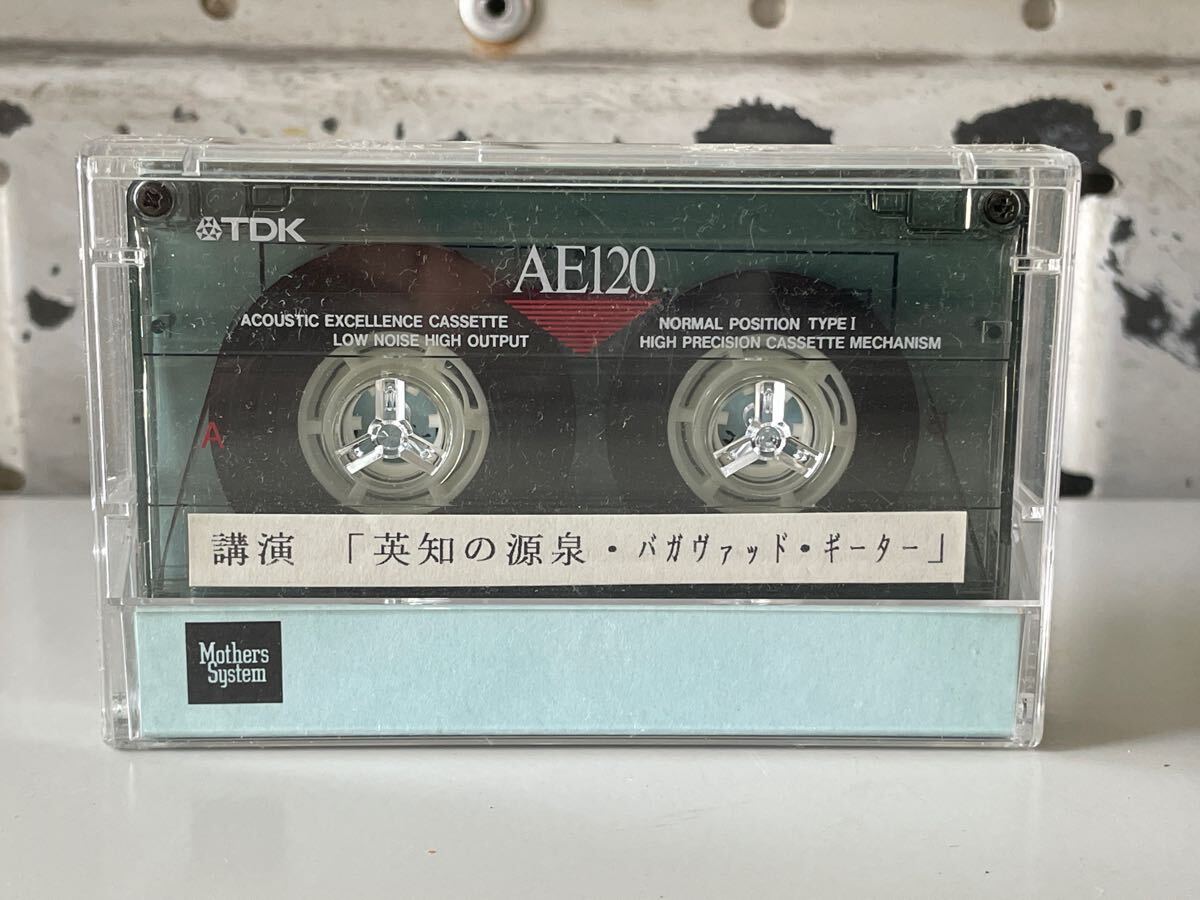 TDK
AE120
ACOUSTIC EXCELLENCE CASSETTE
LOW NOISE HIGH OUTPUT
NORMAL POSITION TYPE I
HIGH PRECISION CASSETTE MECHANISM
A
講演 「英知の源泉・バガヴァッド・ギーター」
Mothers
System